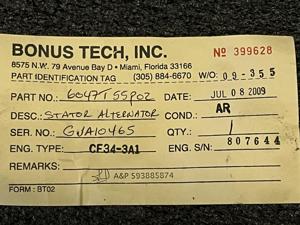 BONUS TECH, INC.
Nº 399628
8575 N.W. 79 Avenue Bay D • Miami, Florida 33166
PART IDENTIFICATION TAG (305) 884-6670 W/O: 09-355
PART NO.: 6047T55P02 DATE: JUL 08 2009
DESC.: STATOR ALTERNATOR COND.: AR
SER. NO.: GVA10465 QTY.: 1
ENG. TYPE: CF34-3A1 ENG. S/N: 807644
REMARKS:
A&P 593885874
FORM : BT02